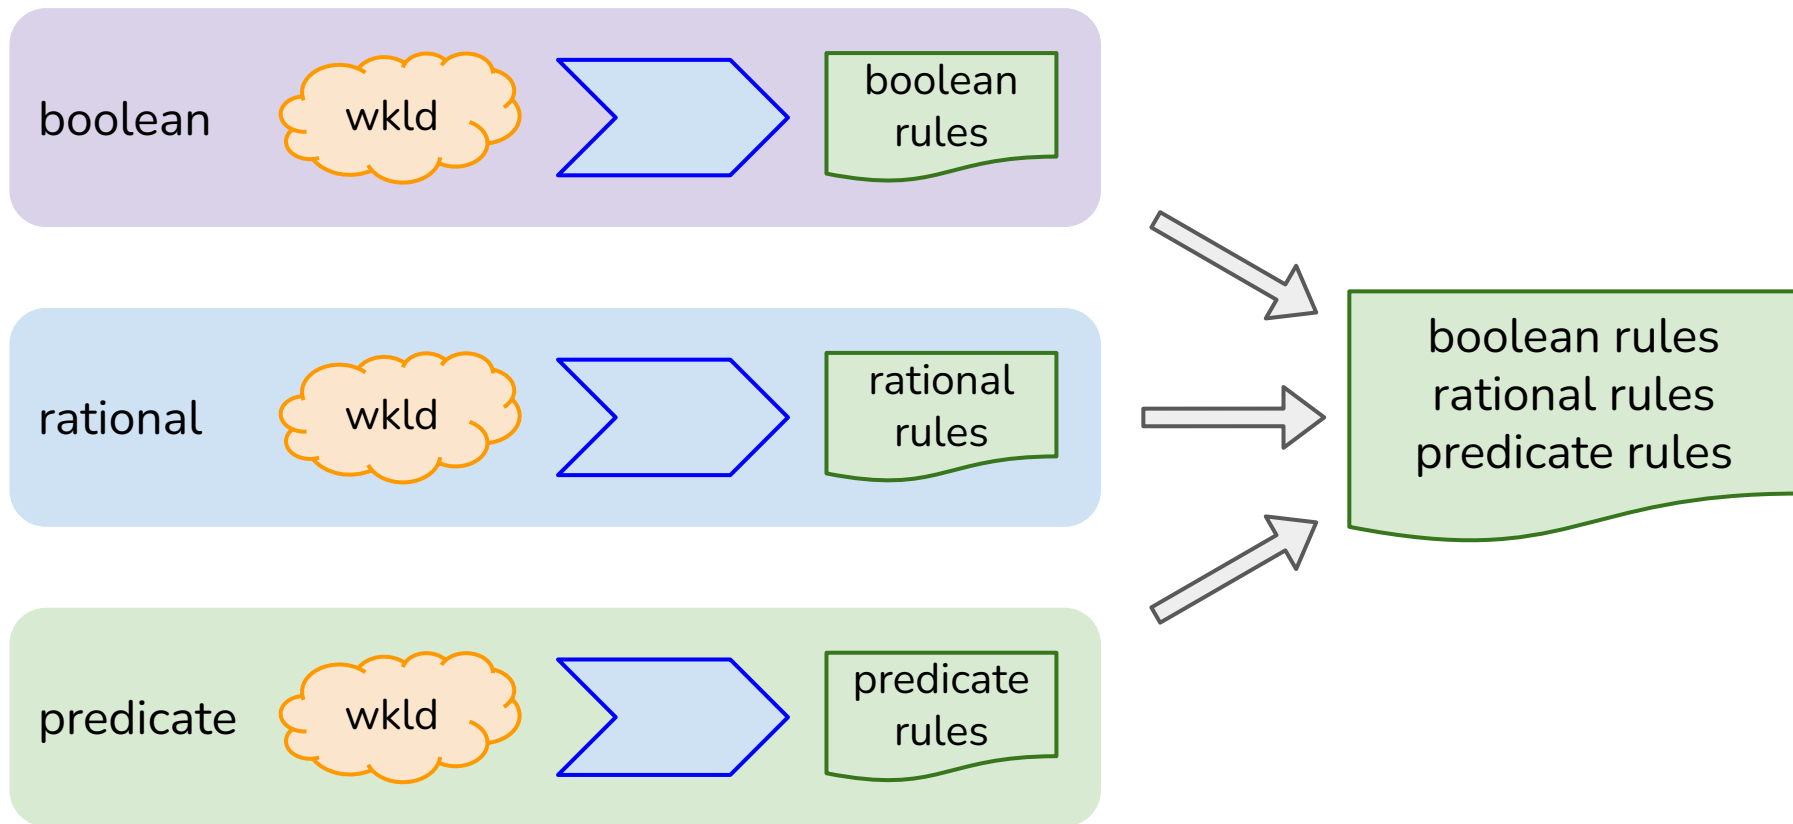 boolean
wkld
boolean
rules
rational
wkld
rational
rules
predicate
wkld
predicate
rules
boolean rules
rational rules
predicate rules